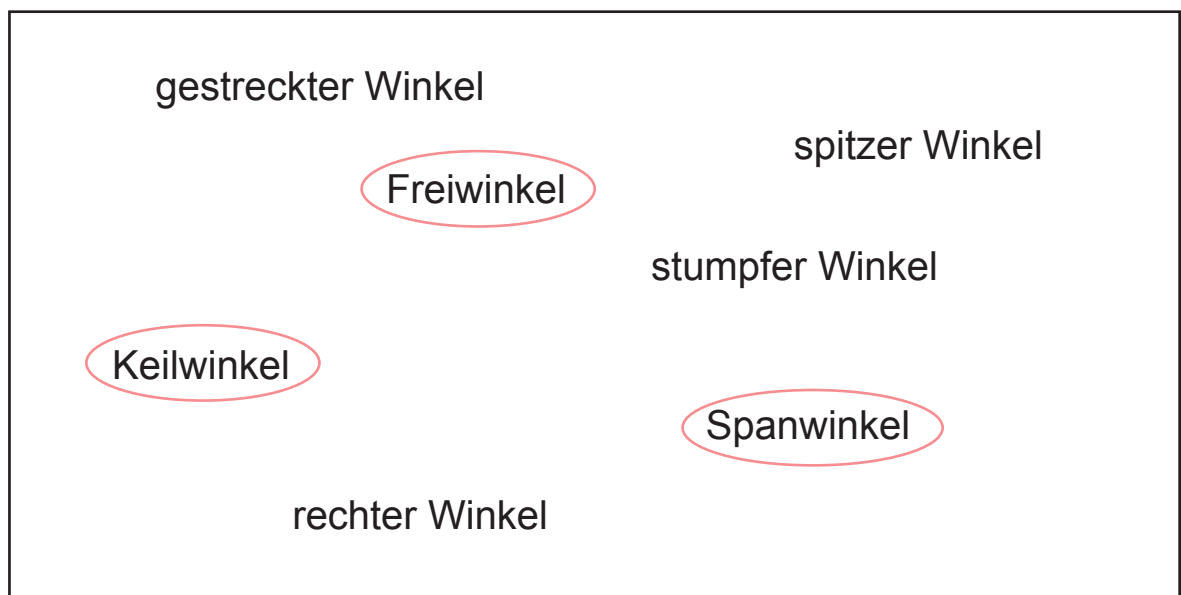 gestreckter Winkel
spitzer Winkel
Freiwinkel
stumpfer Winkel
Keilwinkel
Spanwinkel
rechter Winkel